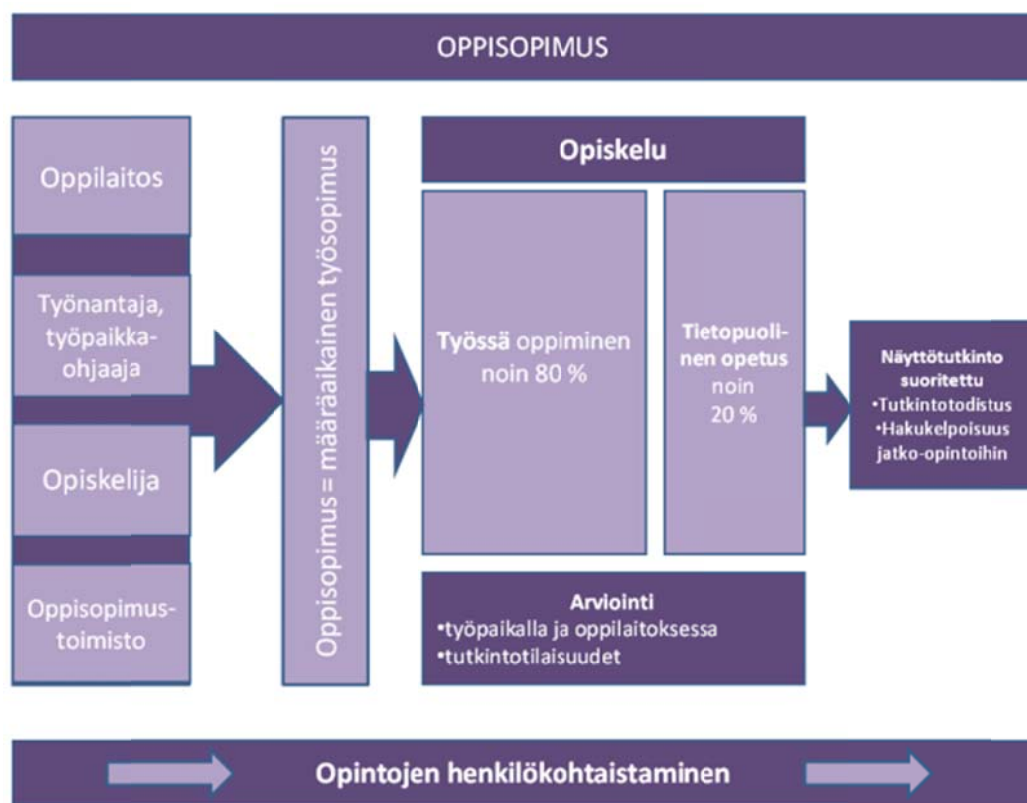 OPPISOPIMUS
Oppilaitos
Työnantaja,
työpaikka-
ohjaaja
Opiskelija
Oppisopimus-
toimisto
Oppisopimus = määräaikainen työsopimus
Opiskelu
Työssä oppiminen
noin 80 %
Tietopuoli-
nen opetus
noin
20 %
Arviointi
•työpaikalla ja oppilaitoksessa
•tutkintotilaisuudet
Näyttötutkinto
suoritettu
•Tutkintotodistus
•Hakukelpoisuus
jatko-opintoihin
Opintojen henkilökohtaistaminen